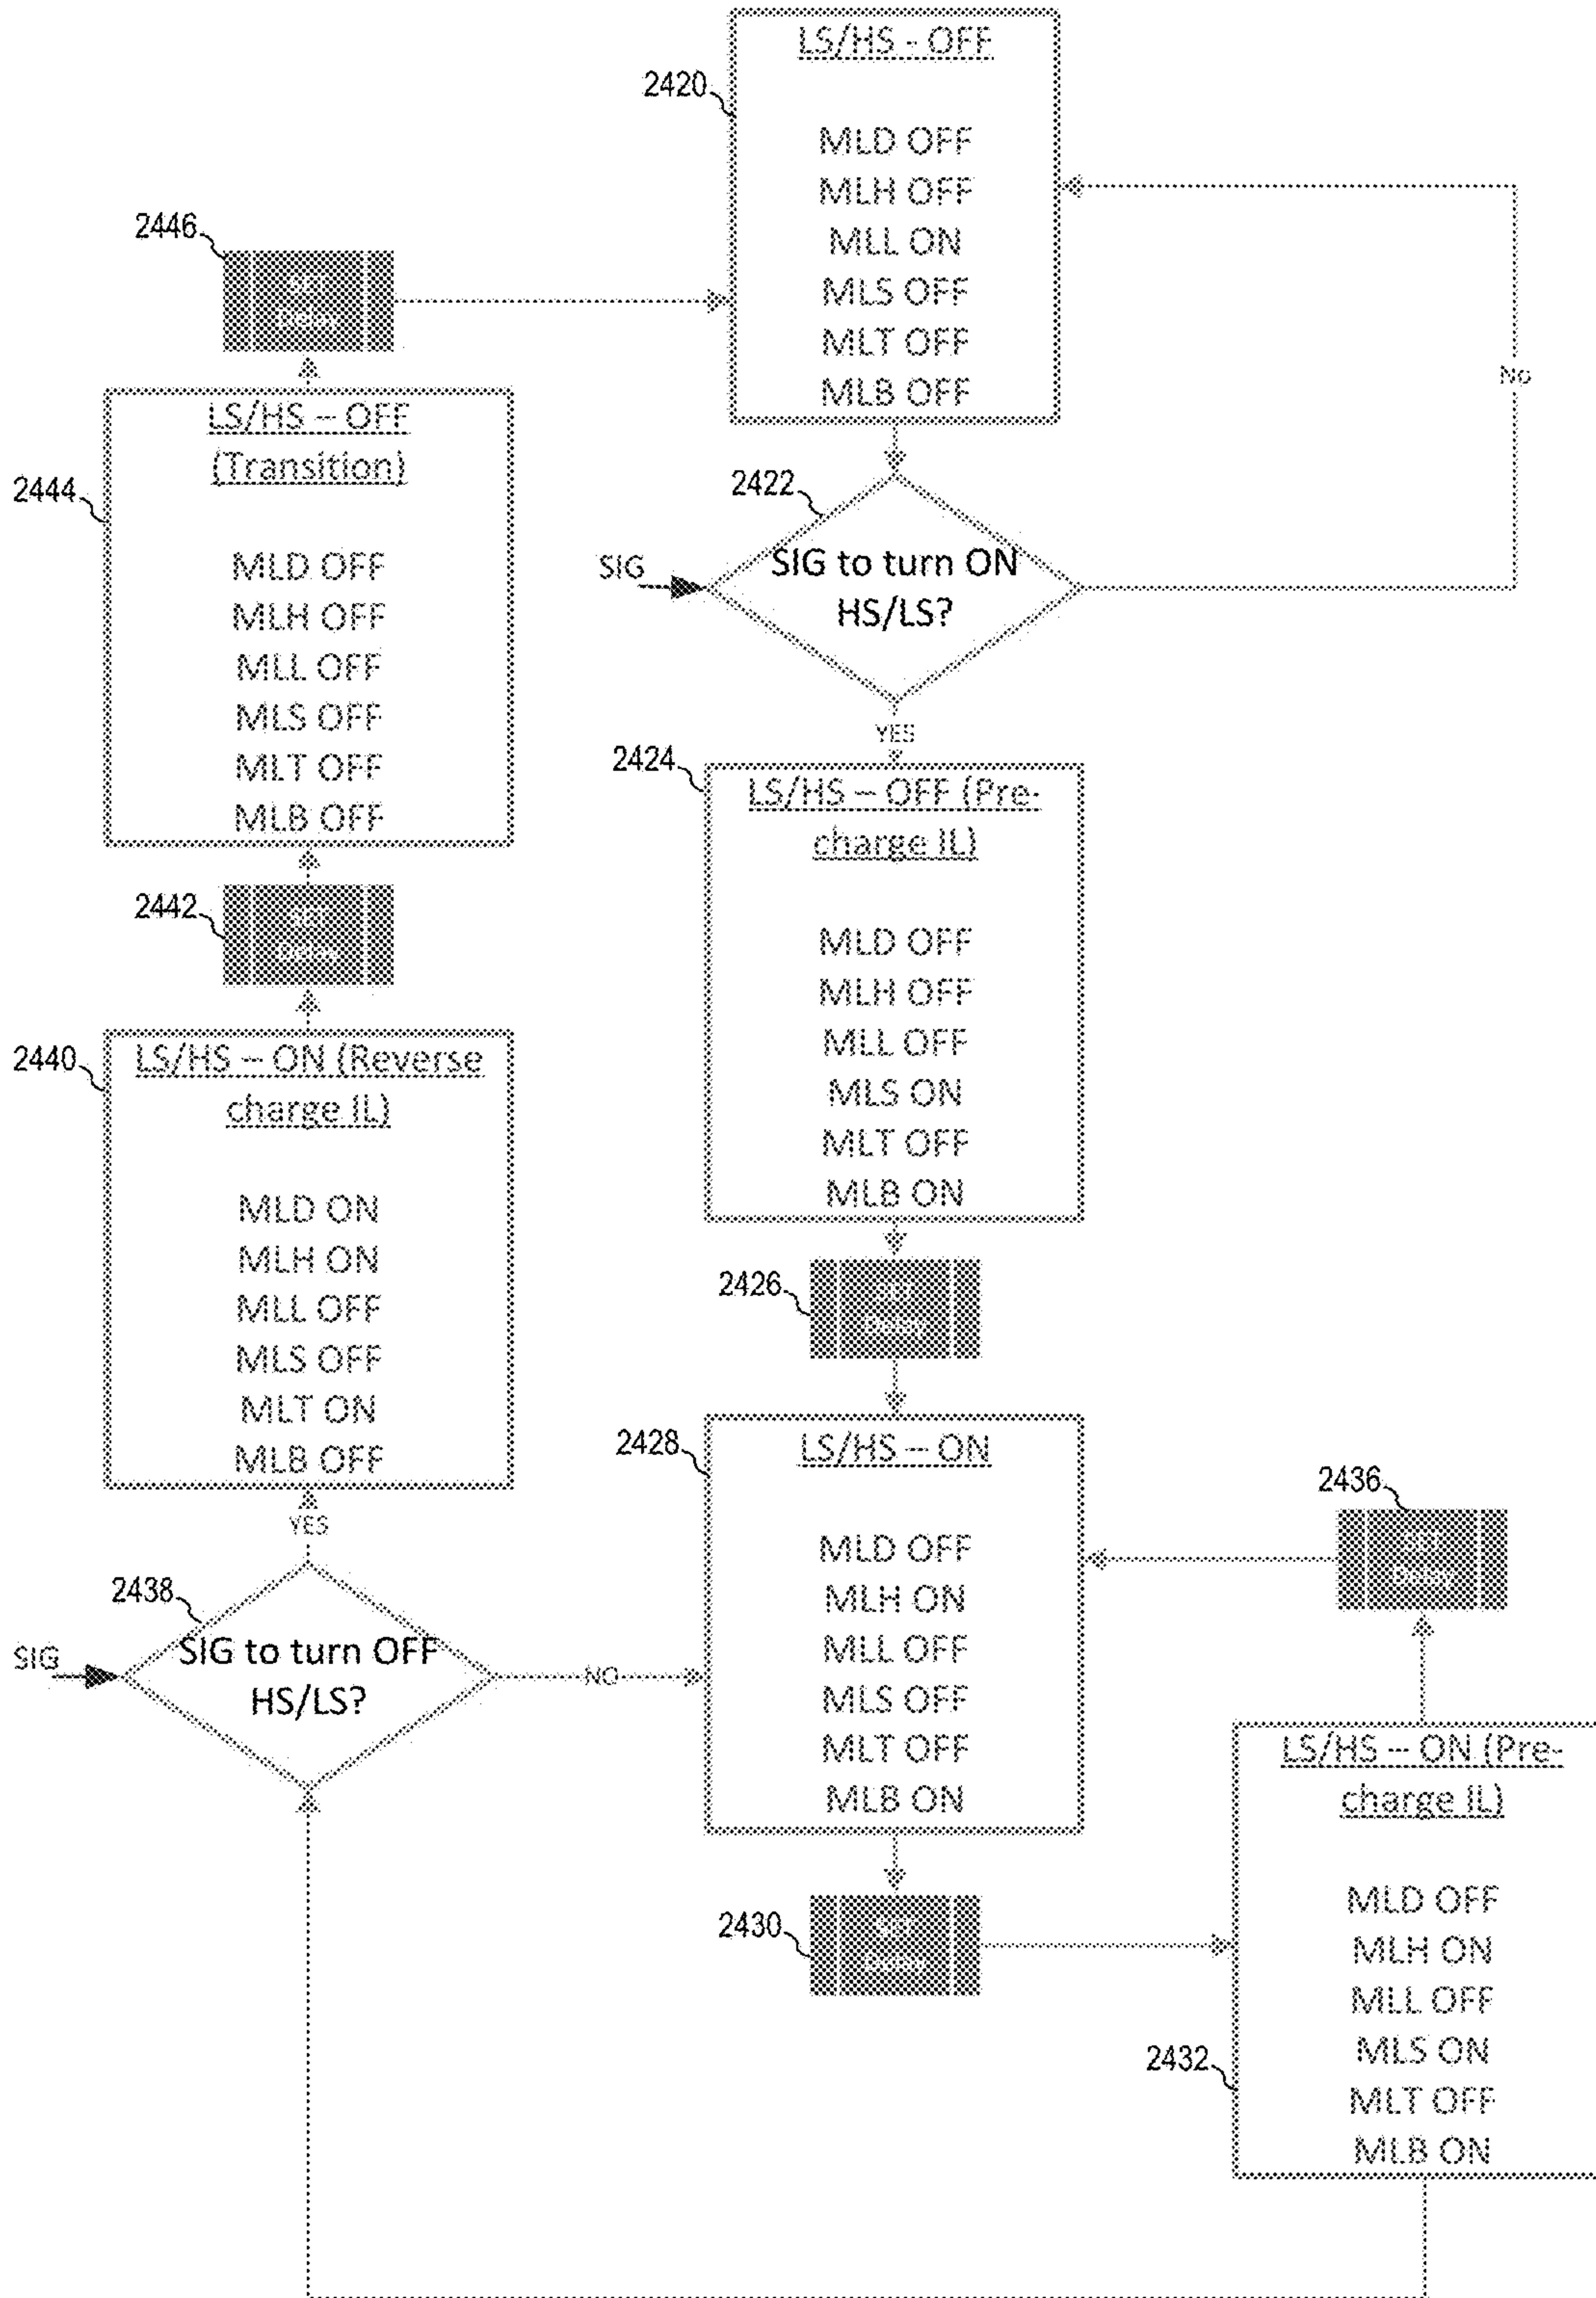 2420
LS/HS - OFF
MLD OFF
MLH OFF
MLL ON
MLS OFF
MLT OFF
MLB OFF
No
2422
SIG
SIG to turn ON
HS/LS?
YES
2424
LS/HS – OFF (Pre-
charge IL)
MLD OFF
MLH OFF
MLL OFF
MLS ON
MLT OFF
MLB ON
2426
2428
LS/HS – ON
MLD OFF
MLH ON
MLL OFF
MLS OFF
MLT OFF
MLB ON
2430
2432
LS/HS – ON (Pre-
charge IL)
MLD OFF
MLH ON
MLL OFF
MLS ON
MLT OFF
MLB ON
2436
2438
SIG
SIG to turn OFF
HS/LS?
NO
YES
2440
LS/HS – ON (Reverse
charge IL)
MLD ON
MLH ON
MLL OFF
MLS OFF
MLT ON
MLB OFF
2442
2444
LS/HS – OFF
(Transition)
MLD OFF
MLH OFF
MLL OFF
MLS OFF
MLT OFF
MLB OFF
2446